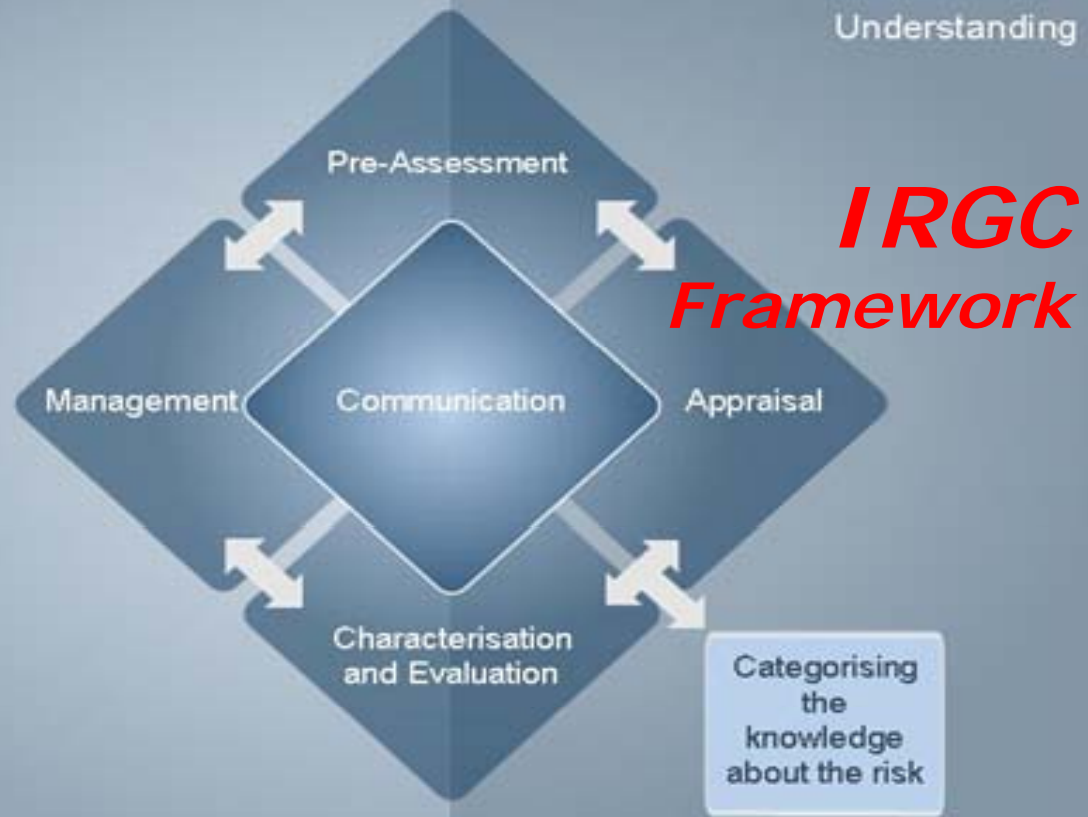 Understanding
Pre-Assessment
IRGC
Framework
Management
Communication
Appraisal
Characterisation
and Evaluation
Categorising
the
knowledge
about the risk